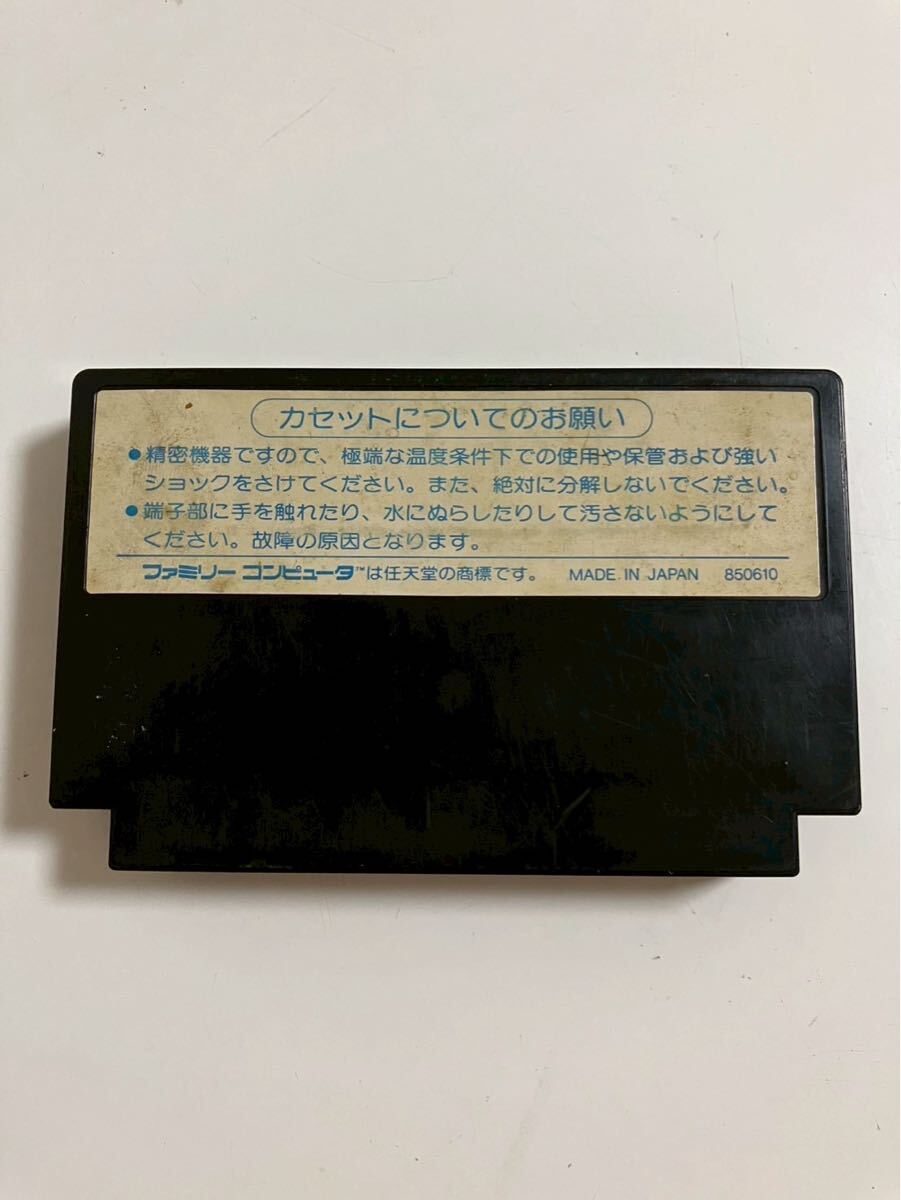 カセットについてのお願い
●精密機器ですので、極端な温度条件下での使用や保管および強い
ショックをさけてください。また、絶対に分解しないでください。
●端子部に手を触れたり、水にぬらしたりして汚さないようにして
ください。故障の原因となります。
ファミリー コンピュータ™は任天堂の商標です。 MADE IN JAPAN 850610